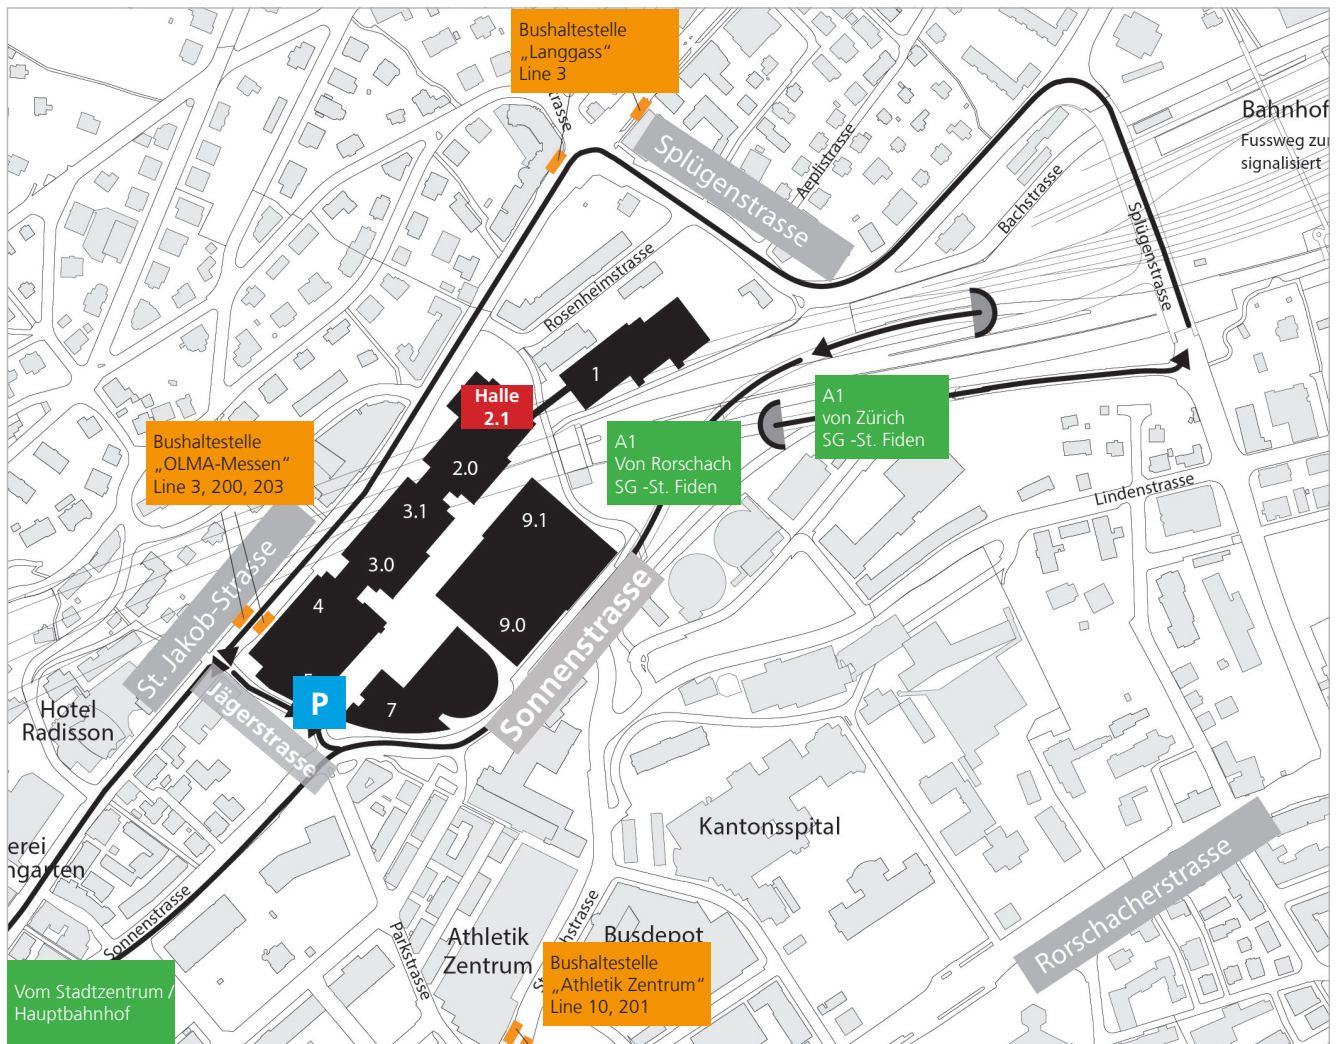 Bushaltestelle
„Langgass“
Line 3
Splügenstrasse
Aeplistrasse
Bachstrasse
Splügenstrasse
Bahnhof
Fussweg zu
signalisiert
Rosenheimstrasse
1
Halle
2.1
2.0
3.1
3.0
4
9.1
9.0
7
P
A1
von Zürich
SG -St. Fiden
A1
Von Rorschach
SG -St. Fiden
Bushaltestelle
„OLMA-Messen“
Line 3, 200, 203
Lindenstrasse
St. Jakob-Strasse
Jägerstrasse
Sonnenstrasse
Hotel
Radisson
Kantonsspital
erei
ngarten
Sonnenstrasse
Parkstrasse
Athletik
Zentrum
Busdepot
Bushaltestelle
„Athletik Zentrum“
Line 10, 201
Rorschacherstrasse
Vom Stadtzentrum /
Hauptbahnhof